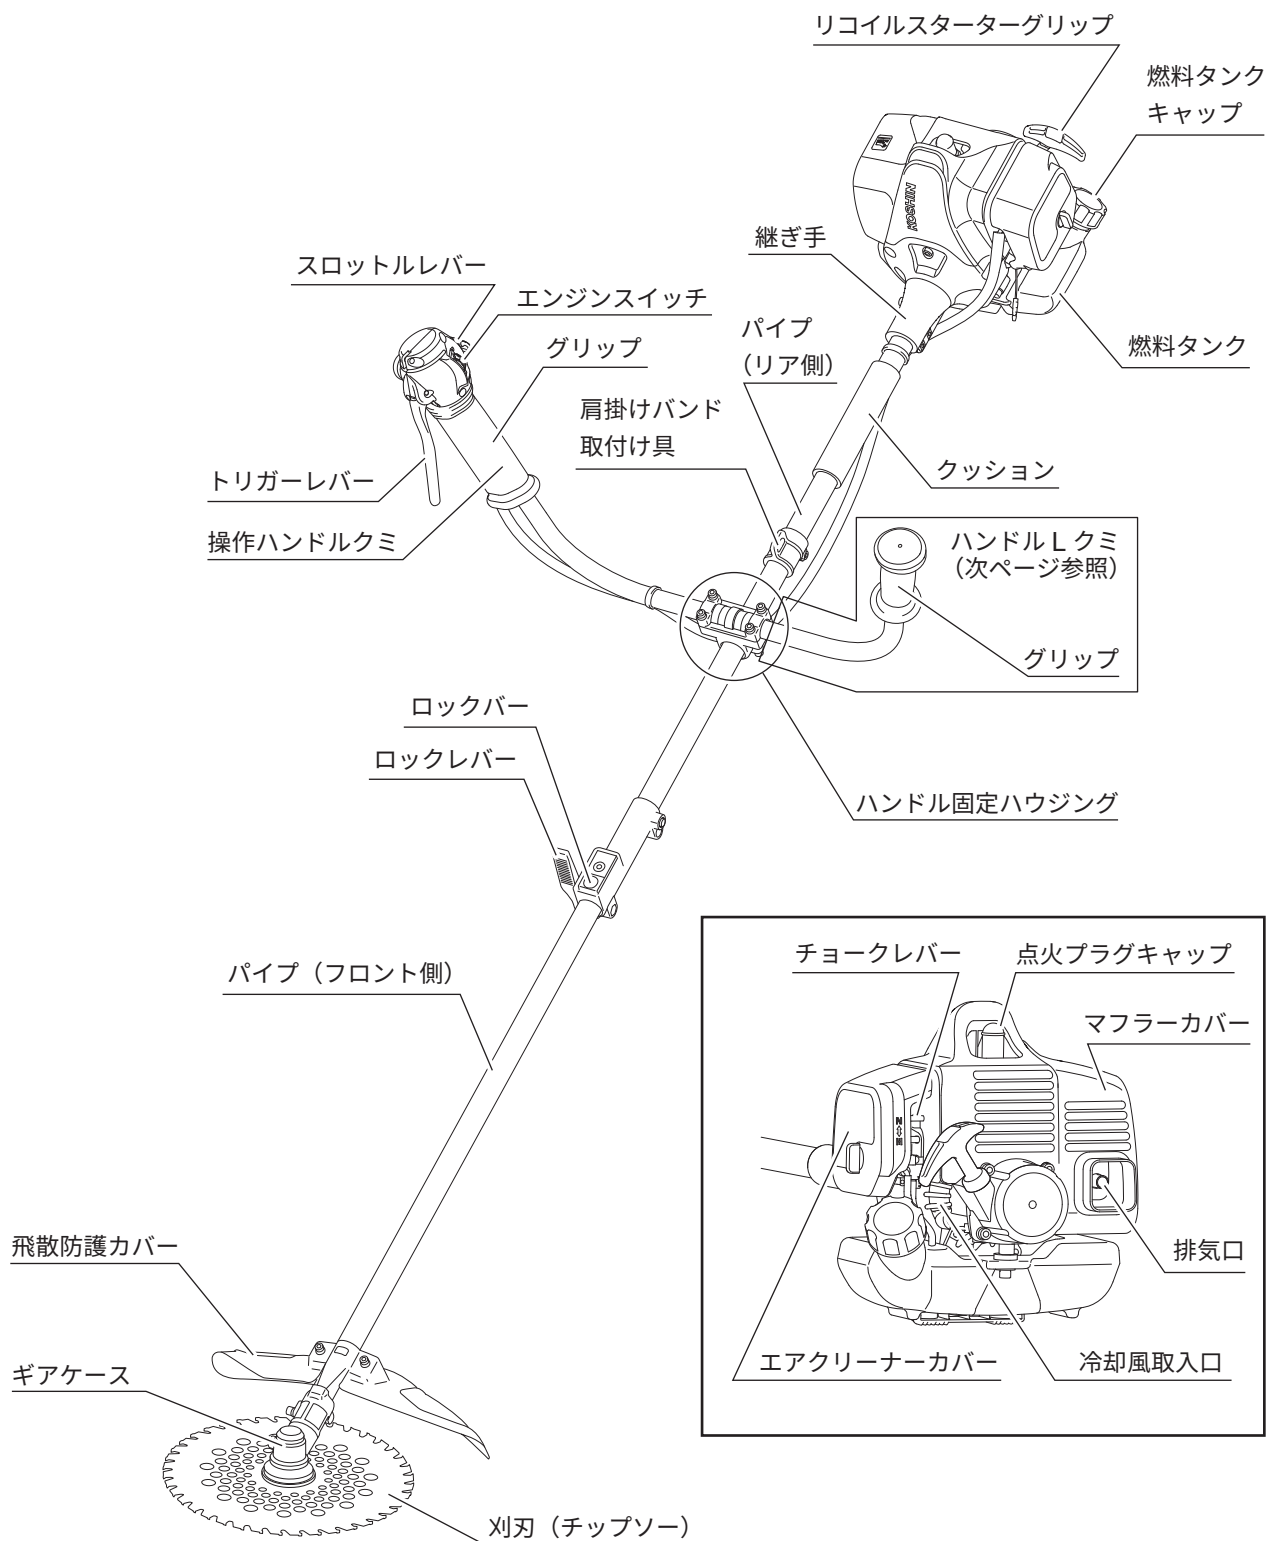 リコイルスターターグリップ
燃料タンク
キャップ
KOSHIN
継ぎ手
スロットルレバー
エンジンスイッチ
パイプ
（リア側）
グリップ
燃料タンク
肩掛けバンド
取付け具
クッション
トリガーレバー
操作ハンドルクミ
ハンドル L クミ
（次ページ参照）
グリップ
ロックバー
ロックレバー
ハンドル固定ハウジング
パイプ（フロント側）
チョークレバー
点火プラグキャップ
マフラーカバー
飛散防護カバー
排気口
ギアケース
エアクリーナーカバー
冷却風取入口
刈刃（チップソー）